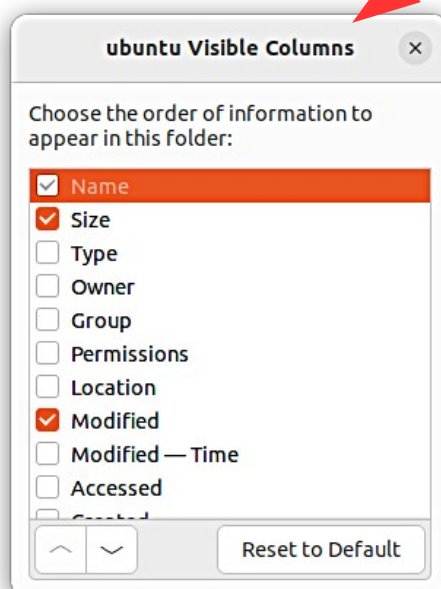 ubuntu Visible Columns
Choose the order of information to
appear in this folder:
Name
Size
Type
Owner
Group
Permissions
Location
Modified
Modified — Time
Accessed
Reset to Default